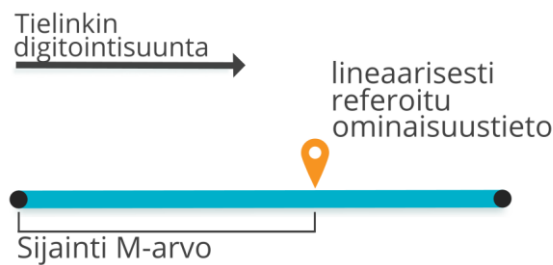 Tielinkin
digitointisuunta
lineaarisesti
referoitu
ominaisuustieto
Sijainti M-arvo